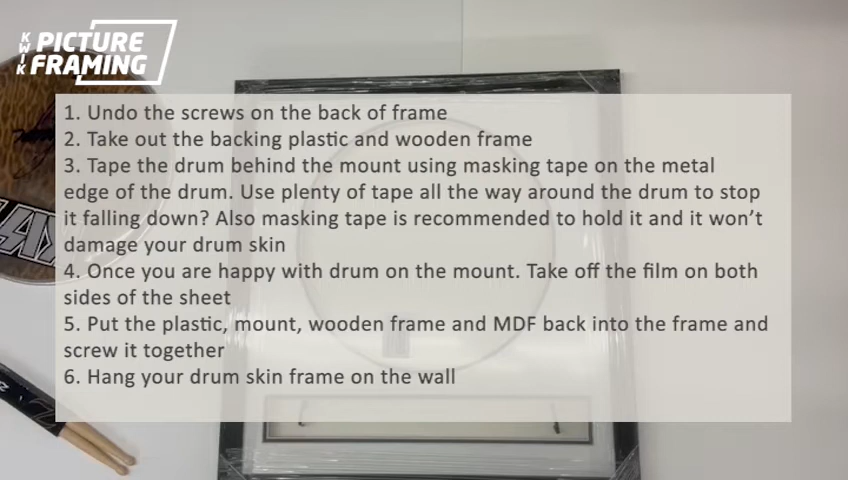 KWIK PICTURE
FRAMING
1. Undo the screws on the back of frame
2. Take out the backing plastic and wooden frame
3. Tape the drum behind the mount using masking tape on the metal
edge of the drum. Use plenty of tape all the way around the drum to stop
it falling down? Also masking tape is recommended to hold it and it won't
damage your drum skin
4. Once you are happy with drum on the mount. Take off the film on both
sides of the sheet
5. Put the plastic, mount, wooden frame and MDF back into the frame and
screw it together
6. Hang your drum skin frame on the wall